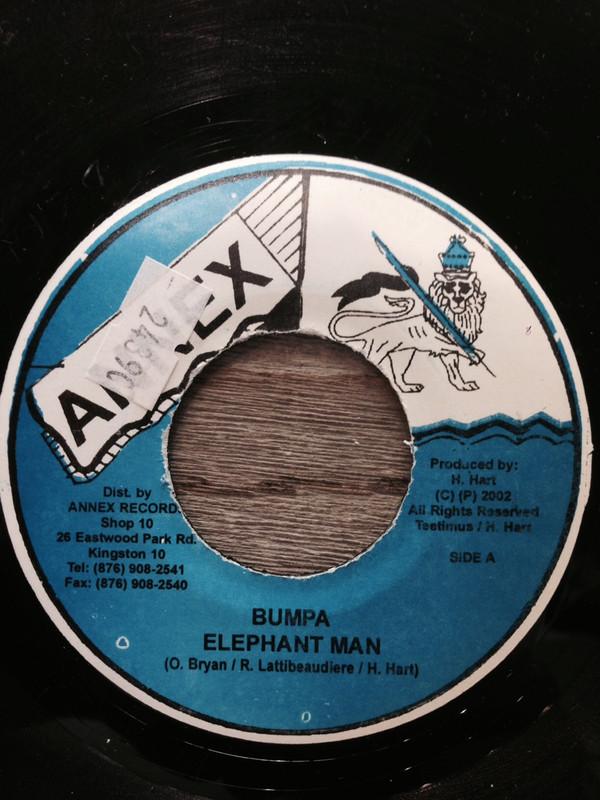 24590
Dist. by
ANNEX RECORDS
Shop 10
26 Eastwood Park Rd.
Kingston 10
Tel: (876) 908-2541
Fax: (876) 908-2540
Produced by:
H. Hart
(C) (P) 2002
All Rights Reserved
Teetimus / H. Hart
SIDE A
BUMPA
ELEPHANT MAN
(O. Bryan / R. Lattibeaudiere / H. Hart)